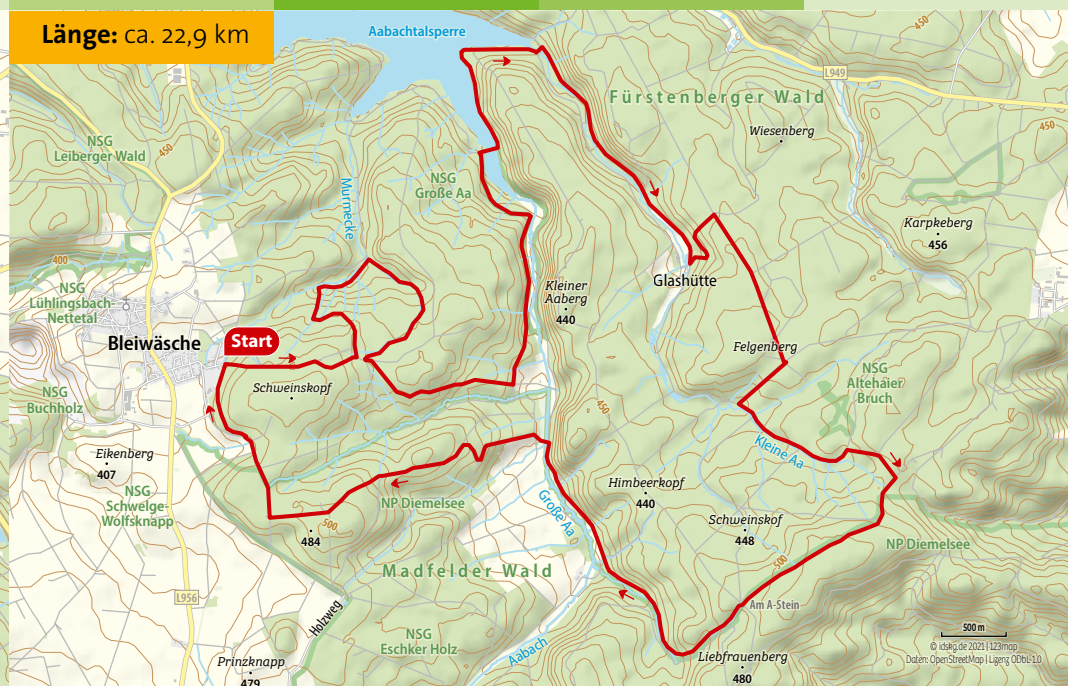 Länge: ca. 22,9 km
Aabachtalsperre
450
L949
Fürstenberger Wald
Wiesenberg
450
NSG
Leiberger Wald
450
NSG
Große Aa
Murmecke
Karpkeberg
456
400
NSG
Lühlingsbach-
Nettetal
Glashütte
Kleiner
Aaberg
440
Bleiwäsche
Start
Felgenberg
NSG
Altehaier
Bruch
Schweinskopf
NSG
Buchholz
450
Eikenberg
407
Kleine Aa
NSG
Schwelge-
Wolfsknapp
NP Diemelsee
Himbeerkopf
440
Große Aa
Schweinskof
448
500
484
NP Diemelsee
500
Madfelder Wald
L956
Am A-Stein
Holzweg
500 m
NSG
Eschker Holz
Aabach
© idskg.de 2021 | 123map
Daten: OpenStreetMap | Lizenz ODbL 1.0
Prinzknapp
479
Liebfrauenberg
480